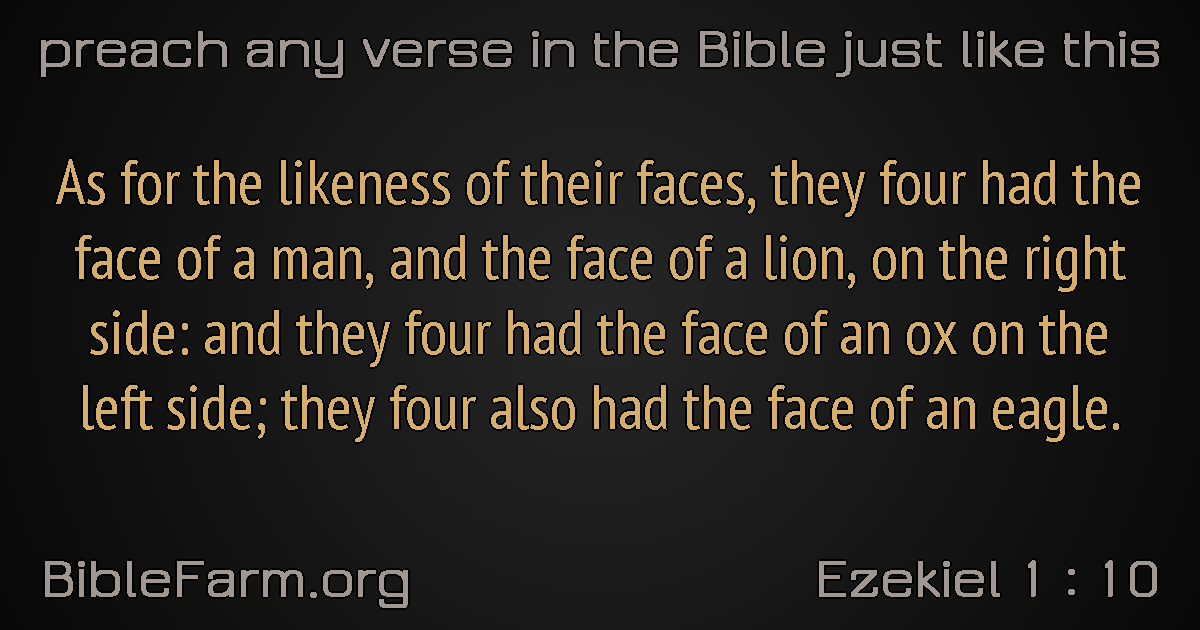 preach any verse in the Bible just like this
As for the likeness of their faces, they four had the
face of a man, and the face of a lion, on the right
side: and they four had the face of an ox on the
left side; they four also had the face of an eagle.
BibleFarm.org
Ezekiel 1 : 10